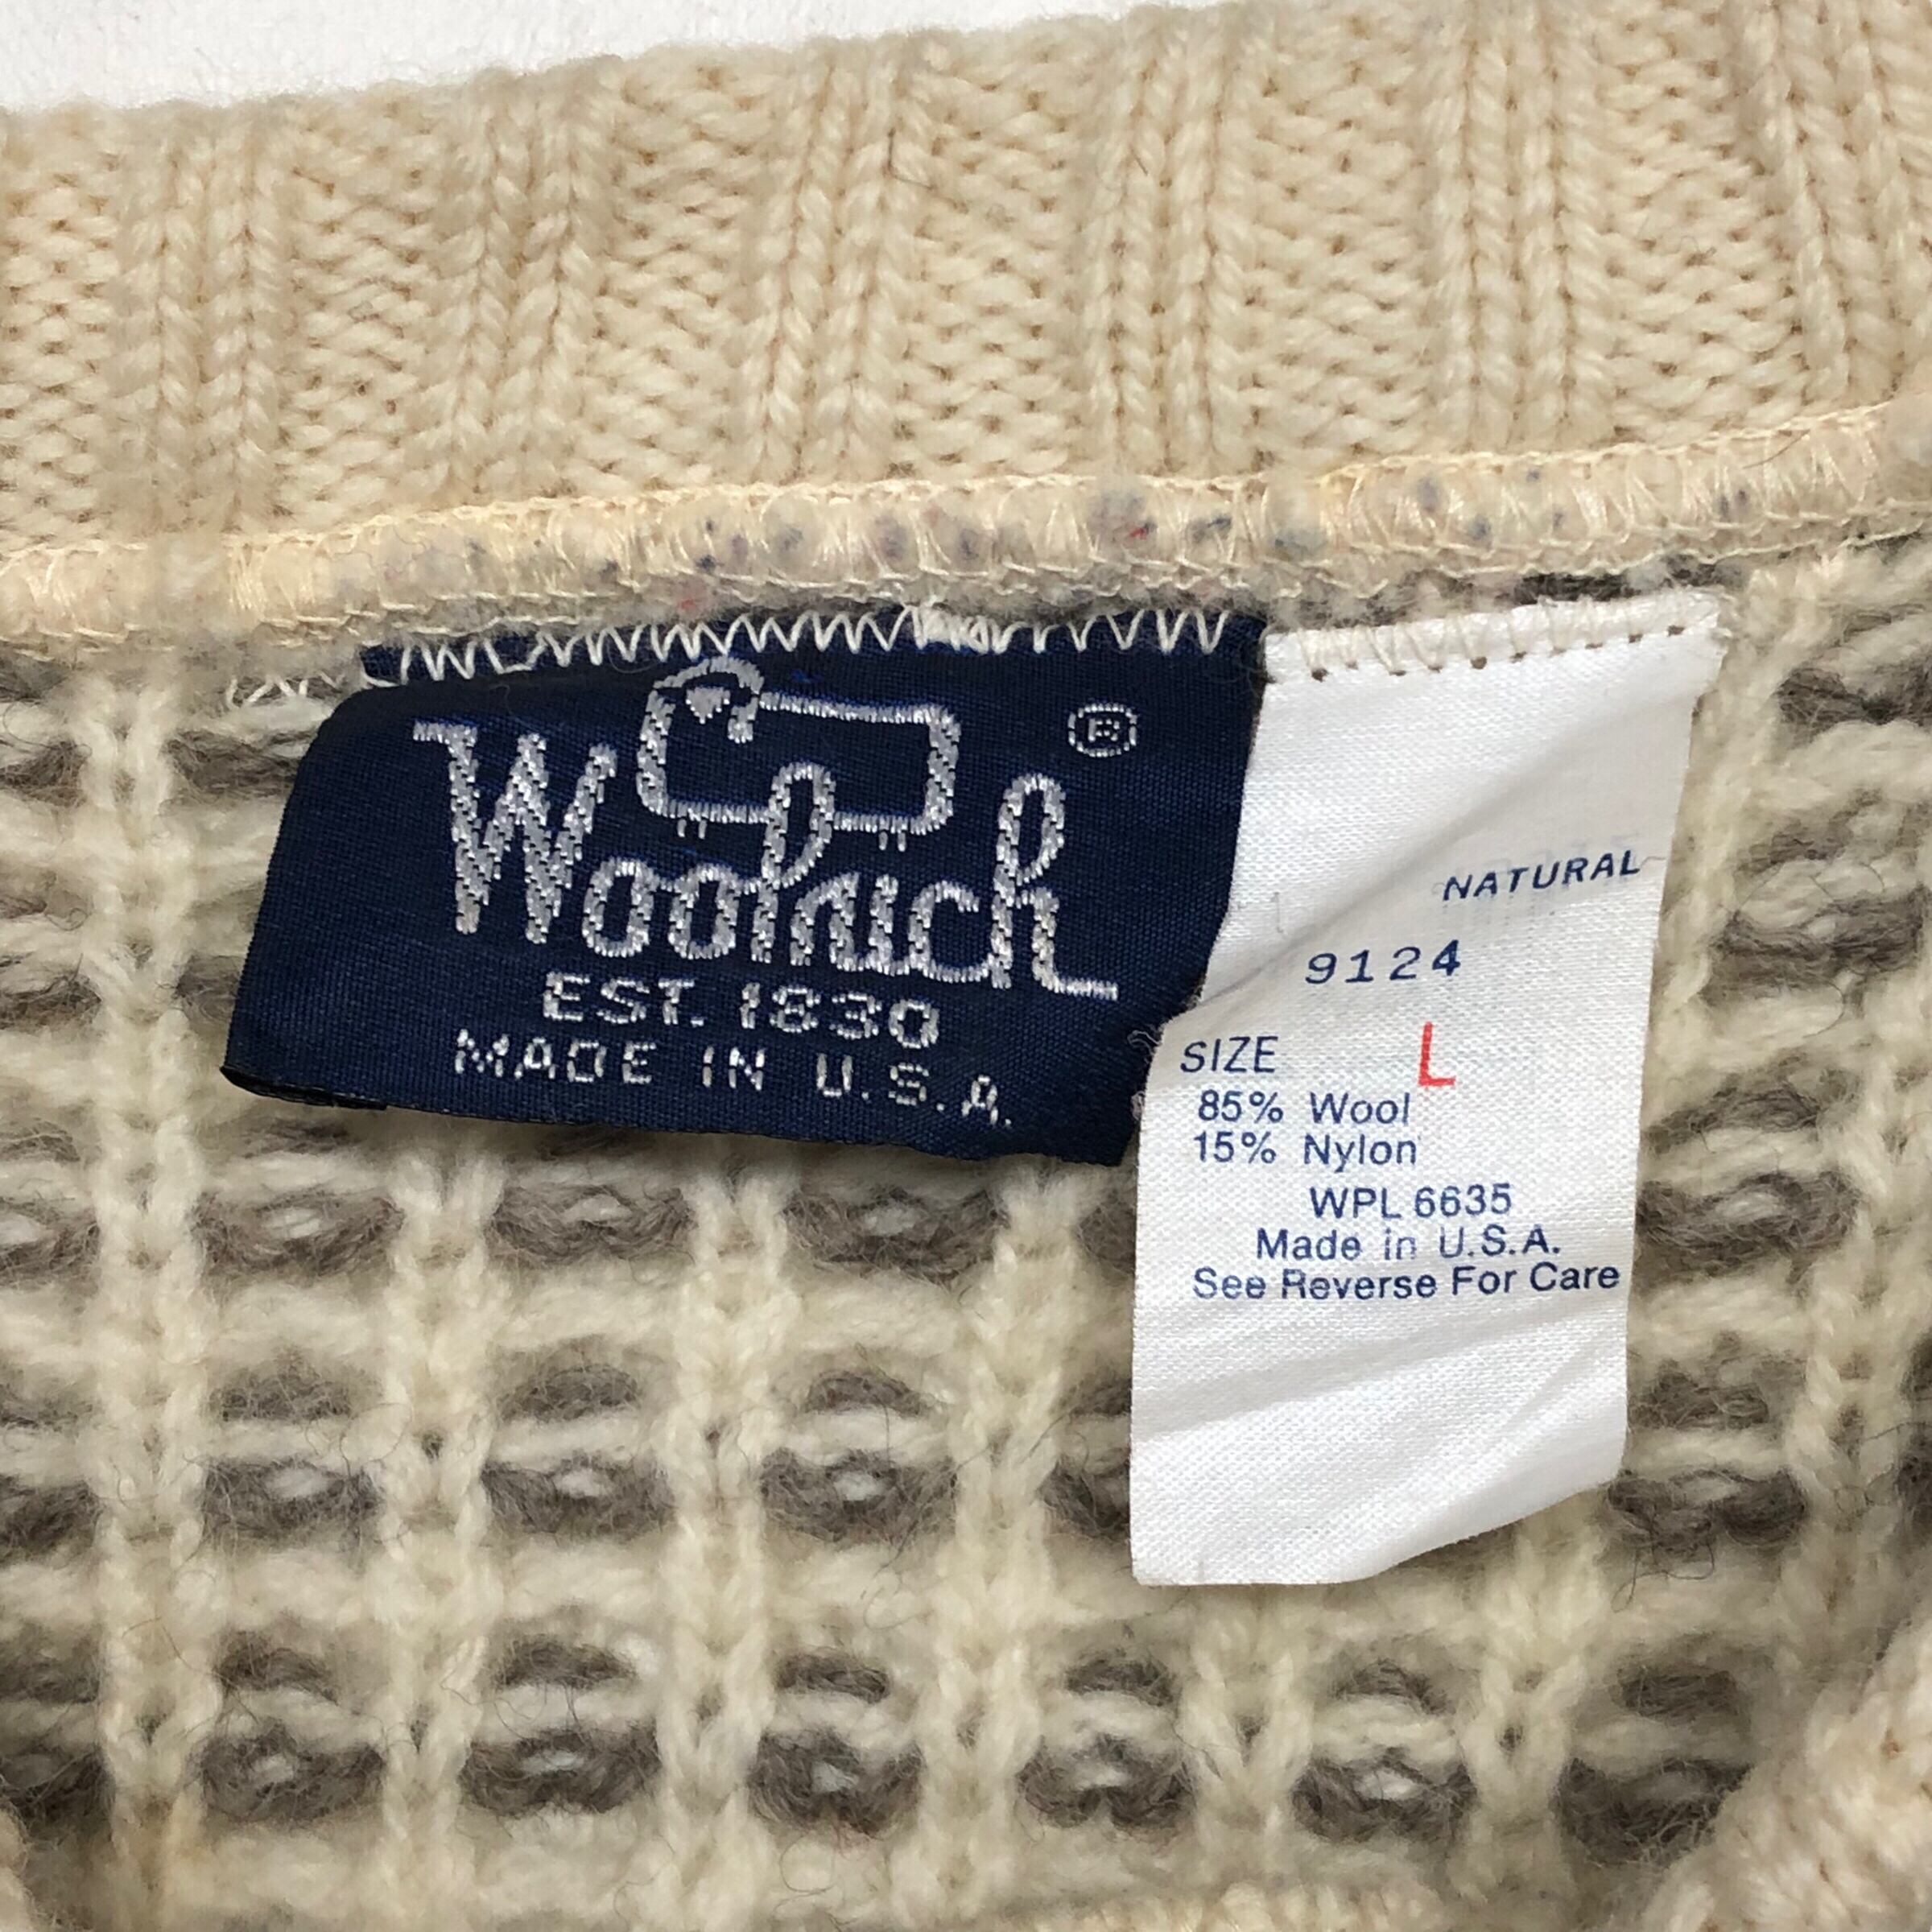 Woolrich ®
EST. 1830
MADE IN U.S.A.
NATURAL
9124
SIZE L
85% Wool
15% Nylon
WPL 6635
Made in U.S.A.
See Reverse For Care